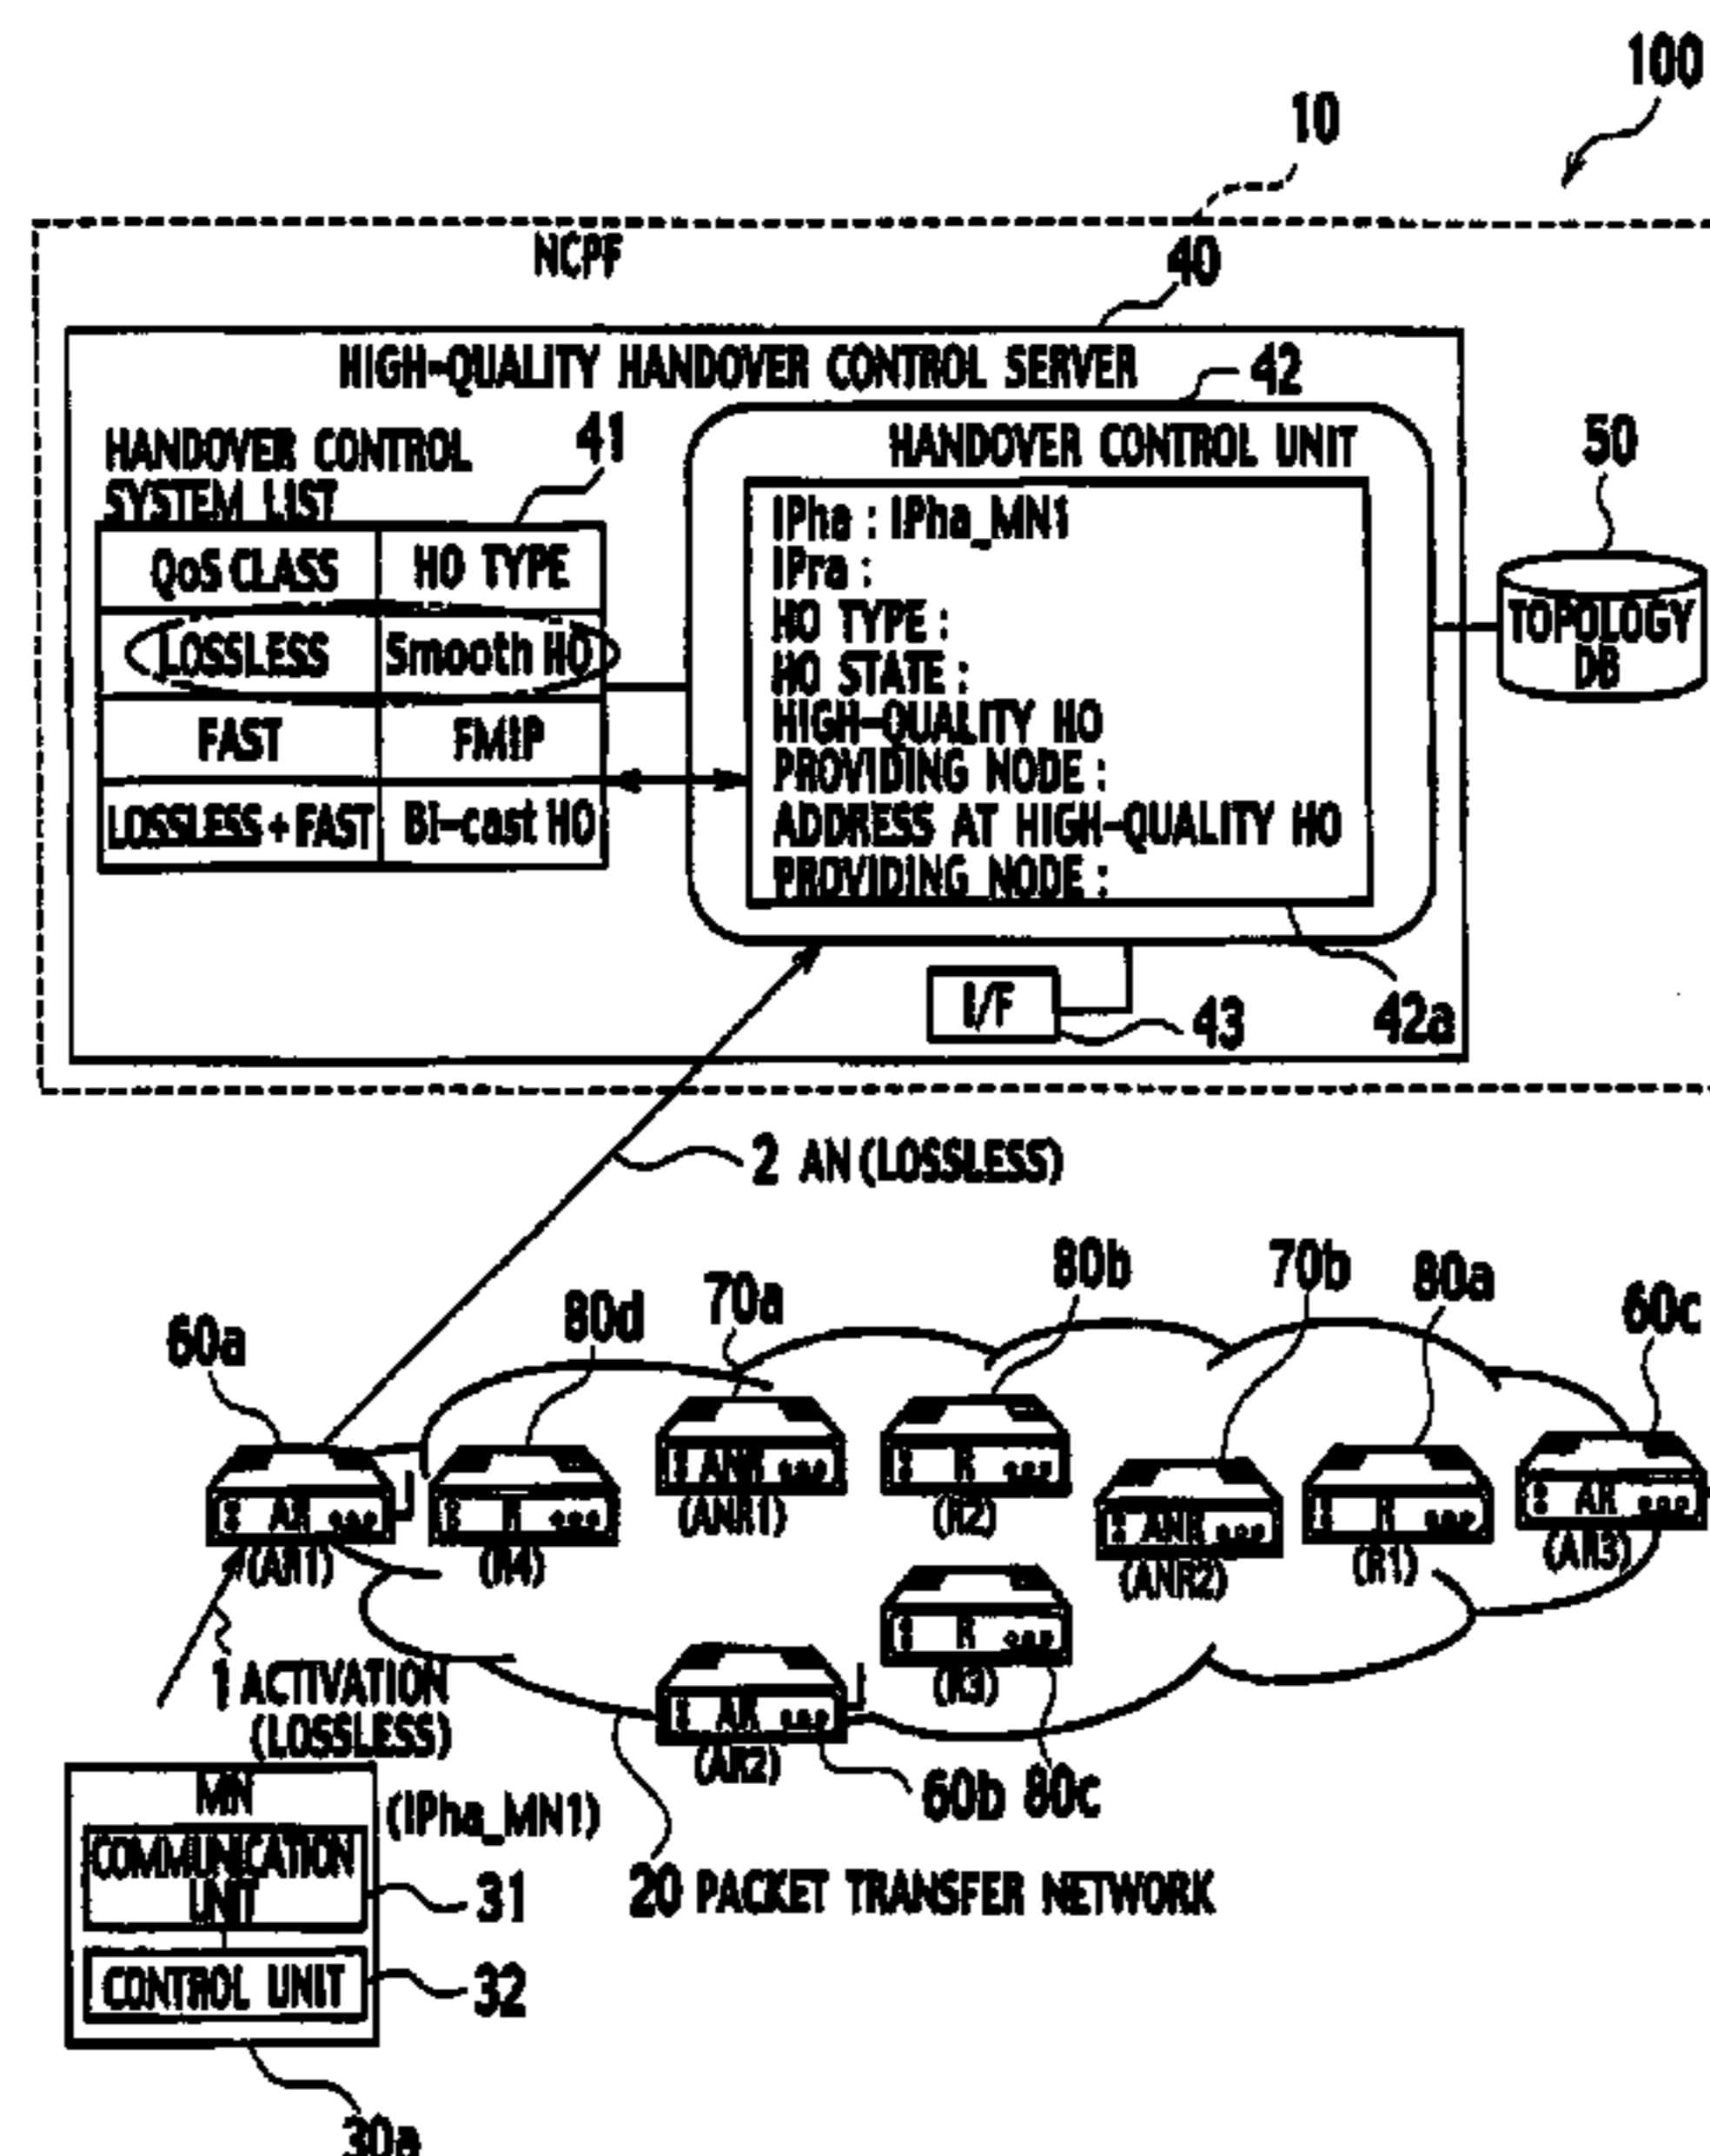 100
10
NCPF
40
HIGH-QUALITY HANDOVER CONTROL SERVER
42
HANDOVER CONTROL
SYSTEM LIST
41
HANDOVER CONTROL UNIT
50
QoS CLASS HO TYPE
LOSSLESS Smooth HO
FAST FMIP
LOSSLESS+FAST Bi-cast HO
IPha : IPha_MN1
IPra :
HO TYPE :
HO STATE :
HIGH-QUALITY HO
PROVIDING NODE :
ADDRESS AT HIGH-QUALITY HO
PROVIDING NODE :
TOPOLOGY
DB
I/F
43
42a
2 AN (LOSSLESS)
60a
80d
70a
80b
70b
80a
60c
AR
(AR1)
R
(R4)
ANR
(ANR1)
R
(R2)
ANR
(ANR2)
R
(R1)
AR
(AR3)
R
(R3)
AR
(AR2)
60b
80c
1 ACTIVATION
(LOSSLESS)
MN
(IPha_MN1)
COMMUNICATION
UNIT
31
20 PACKET TRANSFER NETWORK
CONTROL UNIT
32
30a